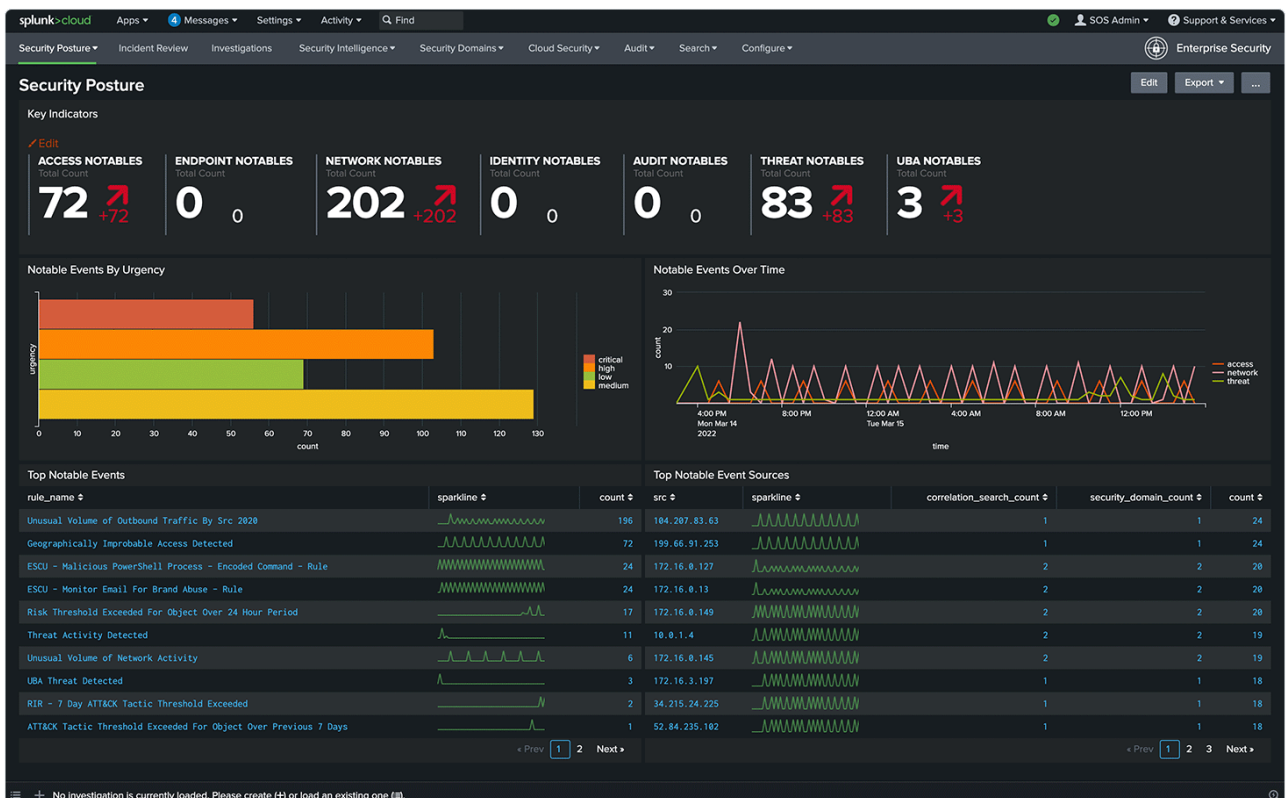 splunk>cloud Apps 4 Messages Settings Activity Find SOS Admin ? Support & Services
Security Posture Incident Review Investigations Security Intelligence Security Domains Cloud Security Audit Search Configure Enterprise Security
Security Posture Edit Export ...
Key Indicators
Edit
ACCESS NOTABLES ENDPOINT NOTABLES NETWORK NOTABLES IDENTITY NOTABLES AUDIT NOTABLES THREAT NOTABLES UBA NOTABLES
Total Count Total Count Total Count Total Count Total Count Total Count Total Count
72 +72 0 0 202 +202 0 0 0 0 83 +83 3 +3
Notable Events By Urgency
urgency
critical
high
low
medium
0 10 20 30 40 50 60 70 80 90 100 110 120 130
count
Notable Events Over Time
30
20
10
count
access
network
threat
4:00 PM 8:00 PM 12:00 AM 4:00 AM 8:00 AM 12:00 PM
Mon Mar 14 Tue Mar 15
2022
time
Top Notable Events
rule_name sparkline count
Unusual Volume of Outbound Traffic By Src 2020 196
Geographically Improbable Access Detected 72
ESCU - Malicious PowerShell Process - Encoded Command - Rule 24
ESCU - Monitor Email For Brand Abuse - Rule 24
Risk Threshold Exceeded For Object Over 24 Hour Period 17
Threat Activity Detected 11
Unusual Volume of Network Activity 6
UBA Threat Detected 3
RIR - 7 Day ATT&CK Tactic Threshold Exceeded 2
ATT&CK Tactic Threshold Exceeded For Object Over Previous 7 Days 1
« Prev 1 2 Next »
Top Notable Event Sources
src sparkline correlation_search_count security_domain_count count
104.207.83.63 1 1 24
199.66.91.253 1 1 24
172.16.0.127 2 2 20
172.16.0.13 2 2 20
172.16.0.149 2 2 20
10.0.1.4 2 2 19
172.16.0.145 2 2 19
172.16.3.197 1 1 18
34.215.24.225 1 1 18
52.84.235.102 1 1 18
« Prev 1 2 3 Next »
+ No investigation is currently loaded. Please create (+) or load an existing one (≡).